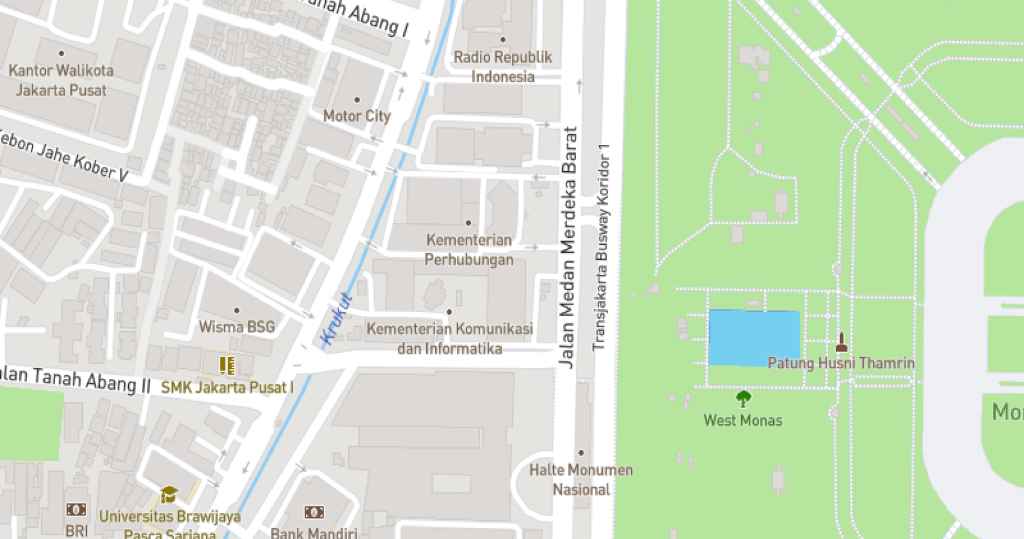 Tanah Abang I
Kantor Walikota
Jakarta Pusat
Radio Republik
Indonesia
Motor City
Kebon Jahe Kober V
Jalan Medan Merdeka Barat
Transjakarta Busway Koridor 1
Kementerian
Perhubungan
Krukut
Wisma BSG
Kementerian Komunikasi
dan Informatika
Patung Husni Thamrin
alan Tanah Abang II
SMK Jakarta Pusat I
West Monas
Mon
Halte Monumen
Nasional
Universitas Brawijaya
Pasca Sarjana
BRI
Bank Mandiri